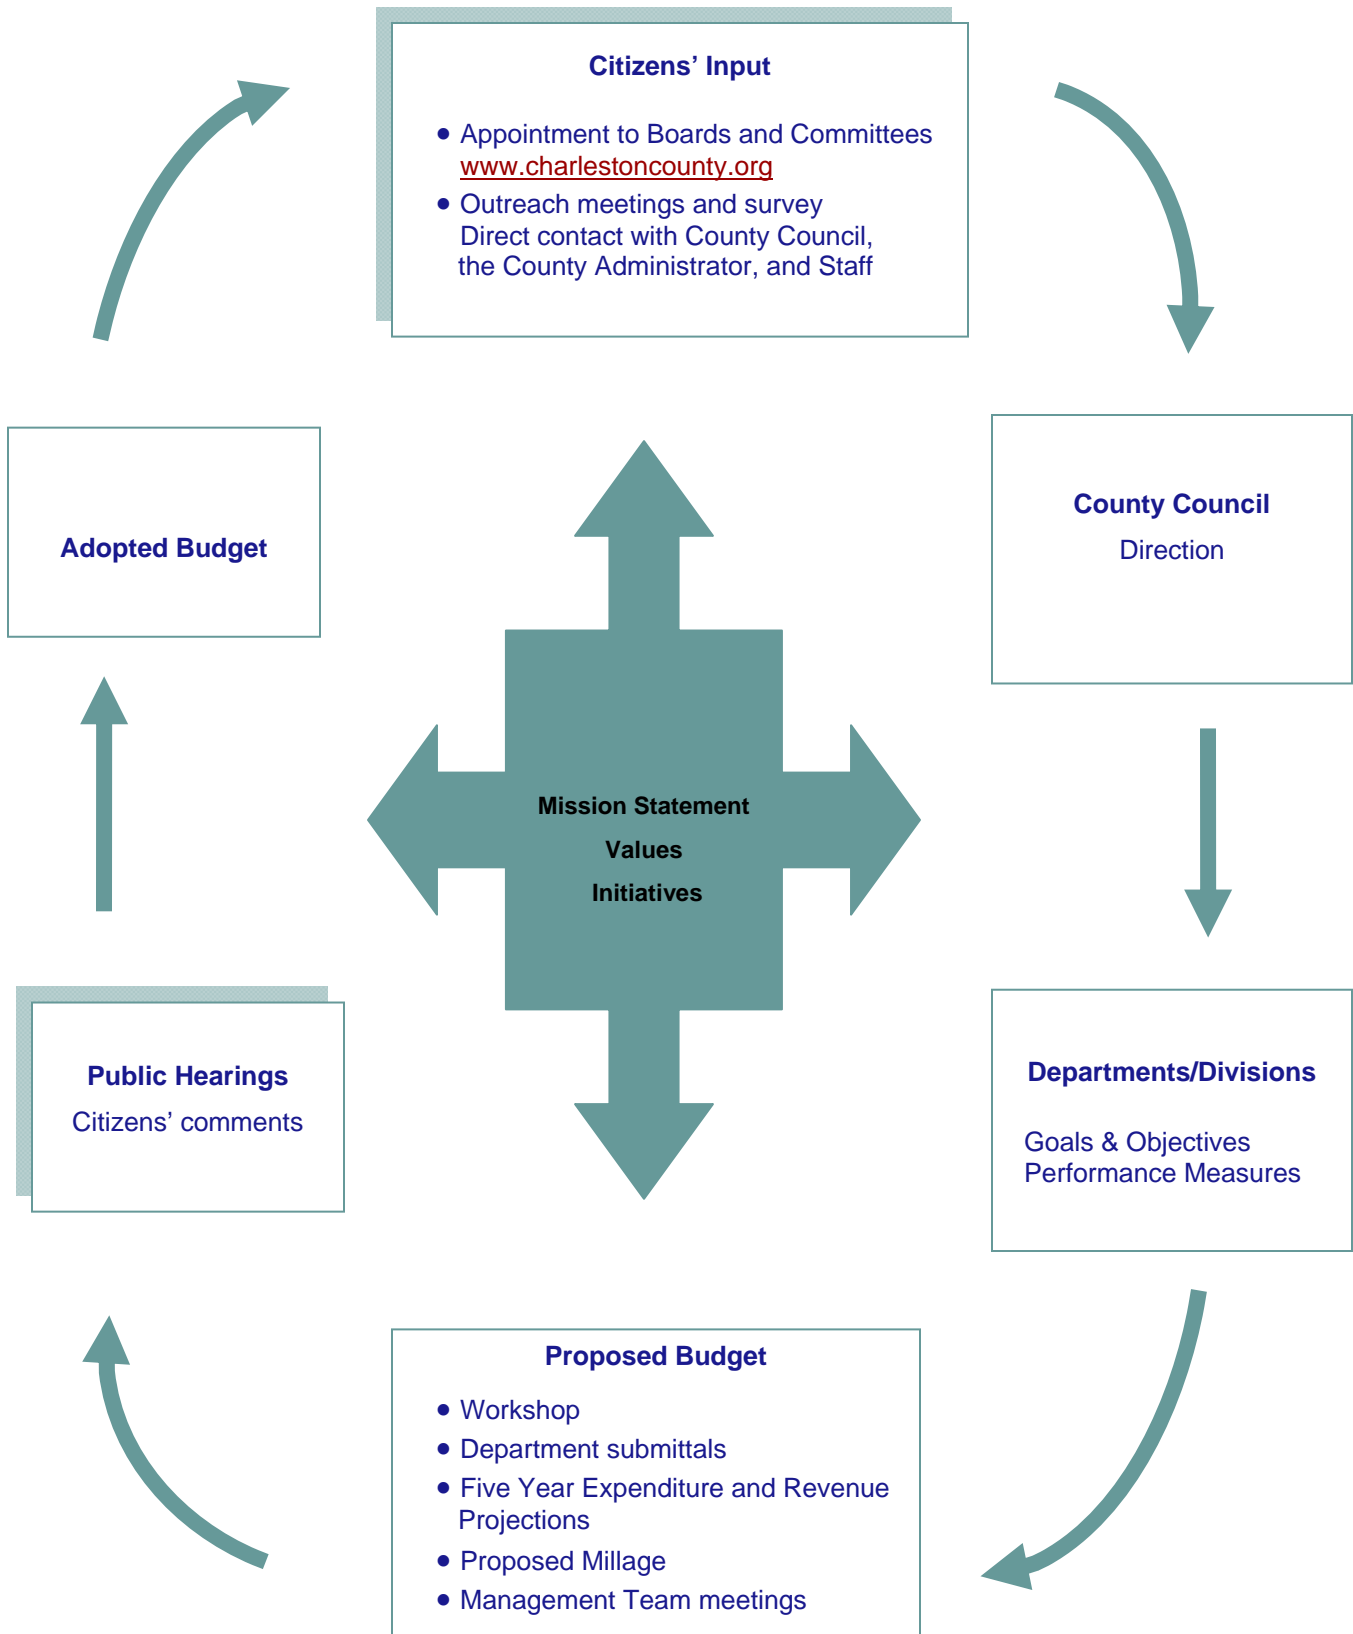 Citizens’ Input
• Appointment to Boards and Committees
www.charlestoncounty.org
• Outreach meetings and survey
Direct contact with County Council,
the County Administrator, and Staff
County Council
Direction
Departments/Divisions
Goals & Objectives
Performance Measures
Proposed Budget
• Workshop
• Department submittals
• Five Year Expenditure and Revenue
Projections
• Proposed Millage
• Management Team meetings
Public Hearings
Citizens’ comments
Adopted Budget
Mission Statement
Values
Initiatives